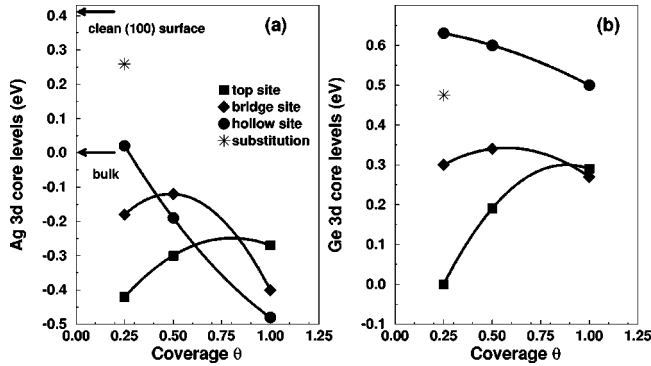 (a)
clean (100) surface
top site
bridge site
hollow site
substitution
bulk
Ag 3d core levels (eV)
0.4
0.3
0.2
0.1
0.0
-0.1
-0.2
-0.3
-0.4
-0.5
0.00 0.25 0.50 0.75 1.00 1.25
Coverage θ
(b)
Ge 3d core levels (eV)
0.6
0.5
0.4
0.3
0.2
0.1
0.0
-0.1
0.00 0.25 0.50 0.75 1.00 1.25
Coverage θ